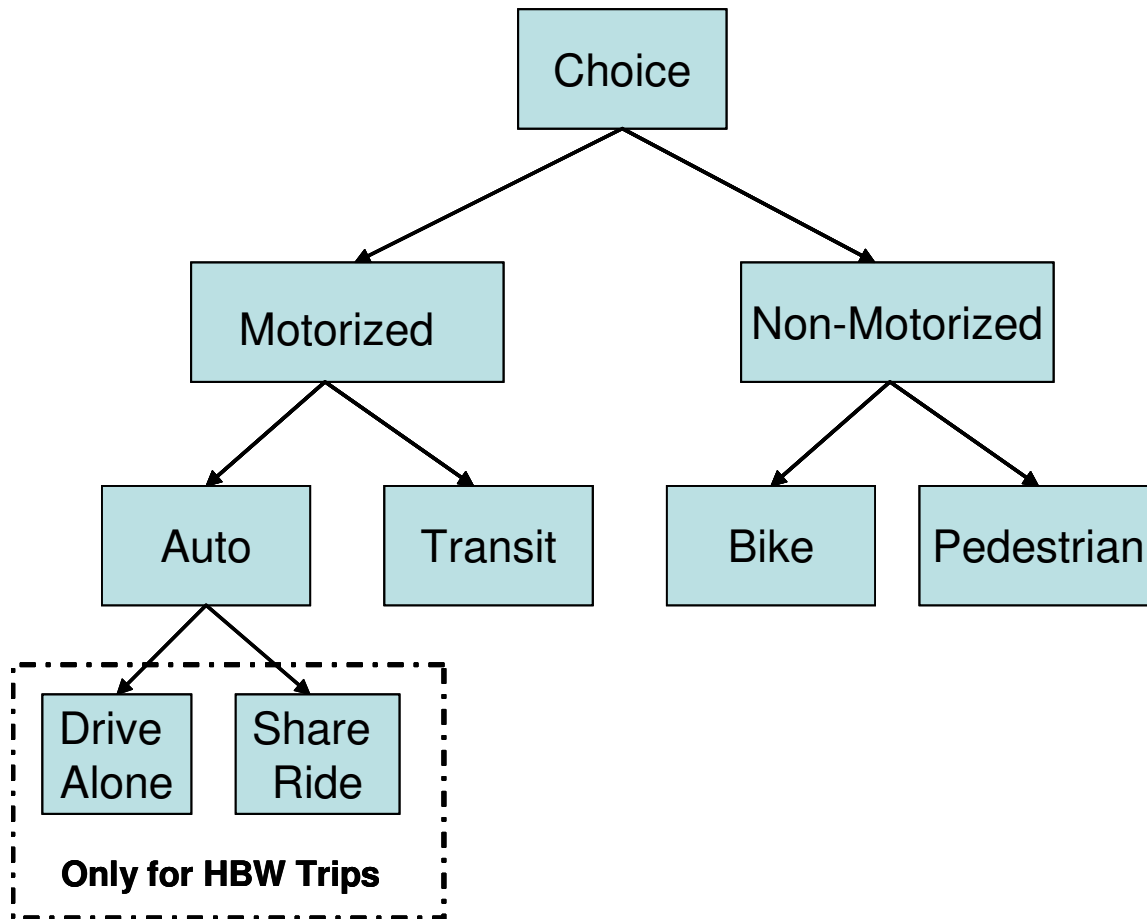 Choice
Motorized
Non-Motorized
Auto
Transit
Bike
Pedestrian
Drive
Alone
Share
Ride
Only for HBW Trips